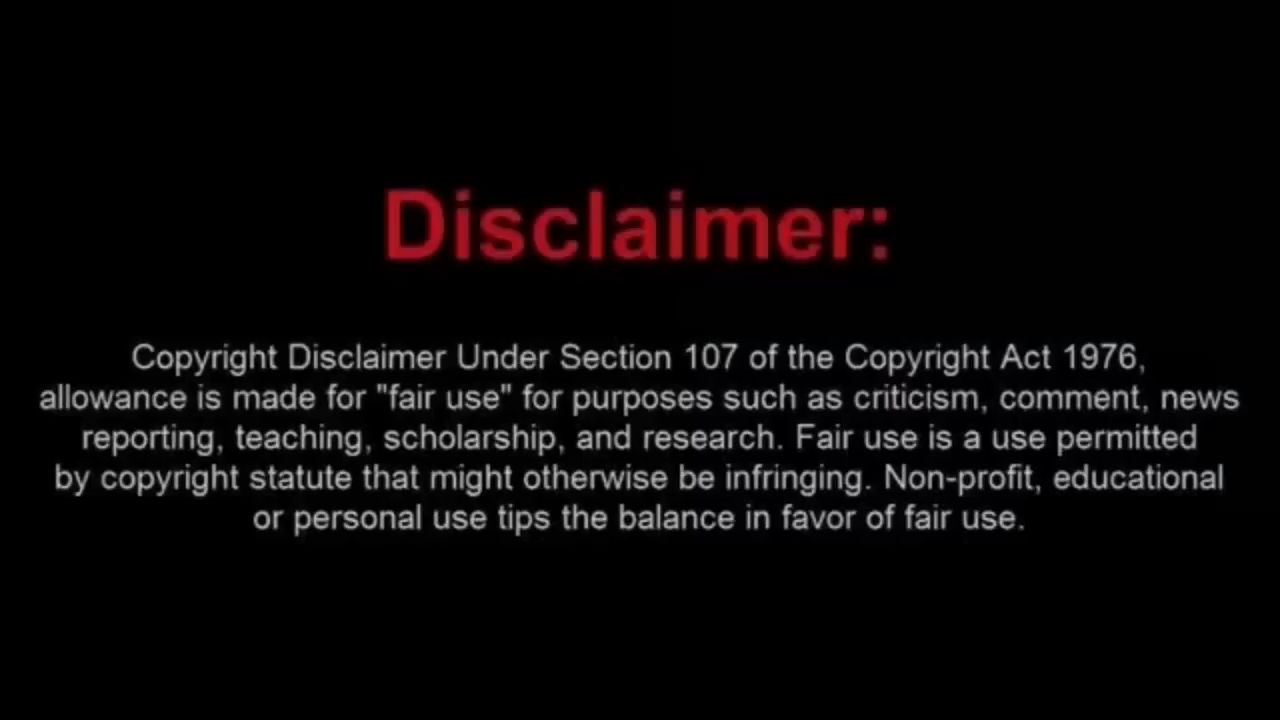 Disclaimer:
Copyright Disclaimer Under Section 107 of the Copyright Act 1976,
allowance is made for "fair use" for purposes such as criticism, comment, news
reporting, teaching, scholarship, and research. Fair use is a use permitted
by copyright statute that might otherwise be infringing. Non-profit, educational
or personal use tips the balance in favor of fair use.